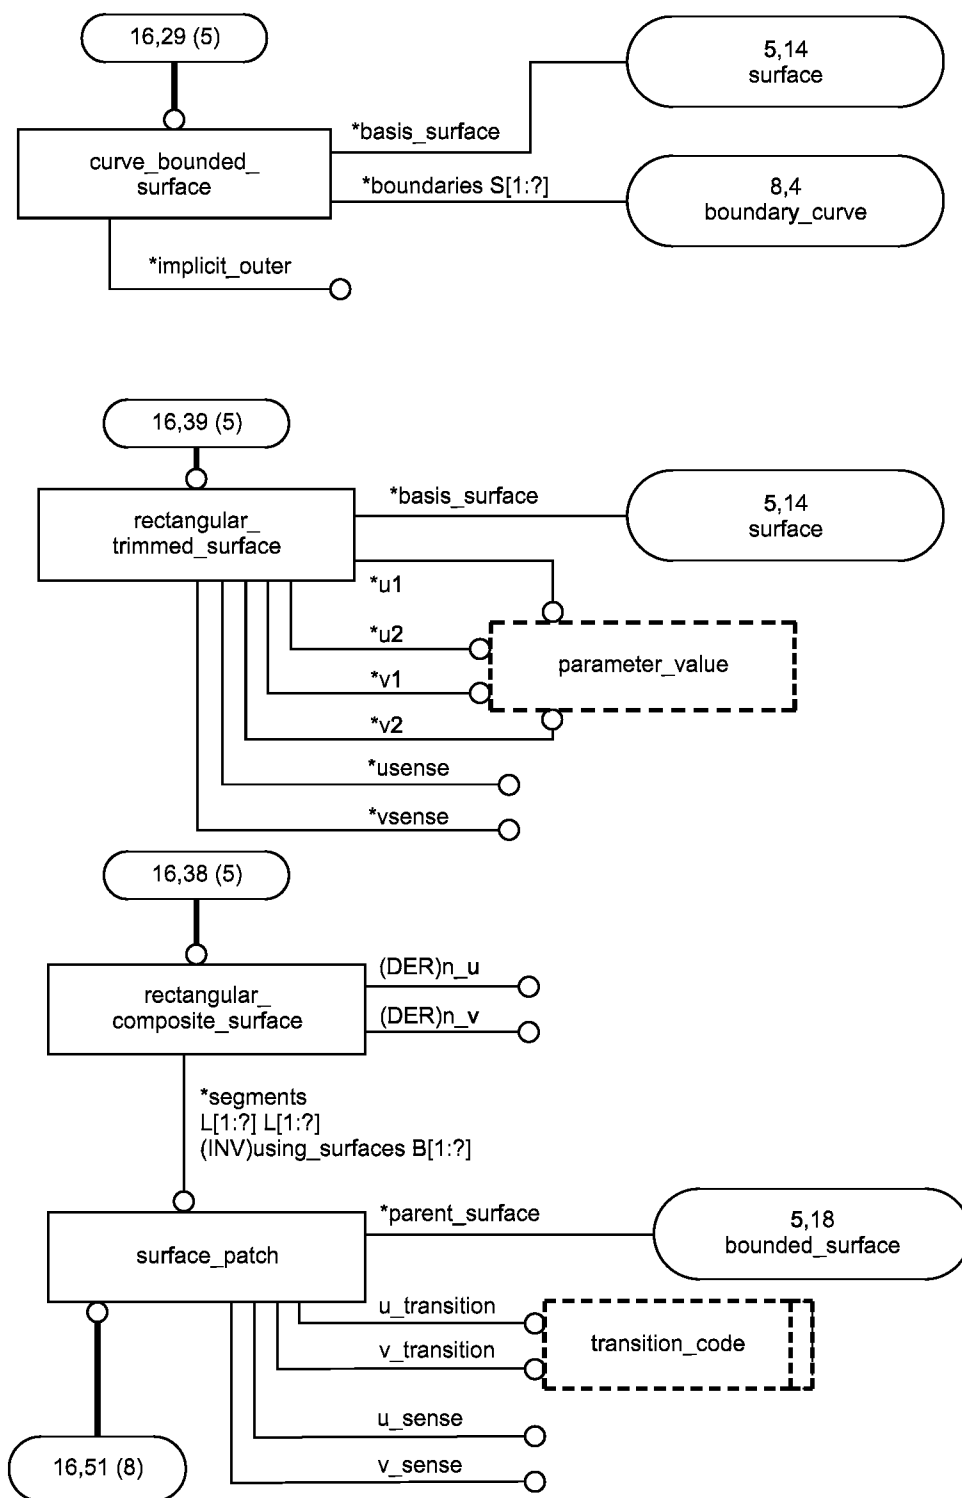 16,29 (5)
5,14
surface
*basis_surface
curve_bounded_
surface
*boundaries S[1:?]
8,4
boundary_curve
*implicit_outer
16,39 (5)
*basis_surface
5,14
surface
rectangular_
trimmed_surface
*u1
*u2
parameter_value
*v1
*v2
*usense
*vsense
16,38 (5)
(DER)n_u
rectangular_
composite_surface
(DER)n_v
*segments
L[1:?] L[1:?]
(INV)using_surfaces B[1:?]
*parent_surface
5,18
bounded_surface
surface_patch
u_transition
transition_code
v_transition
u_sense
v_sense
16,51 (8)